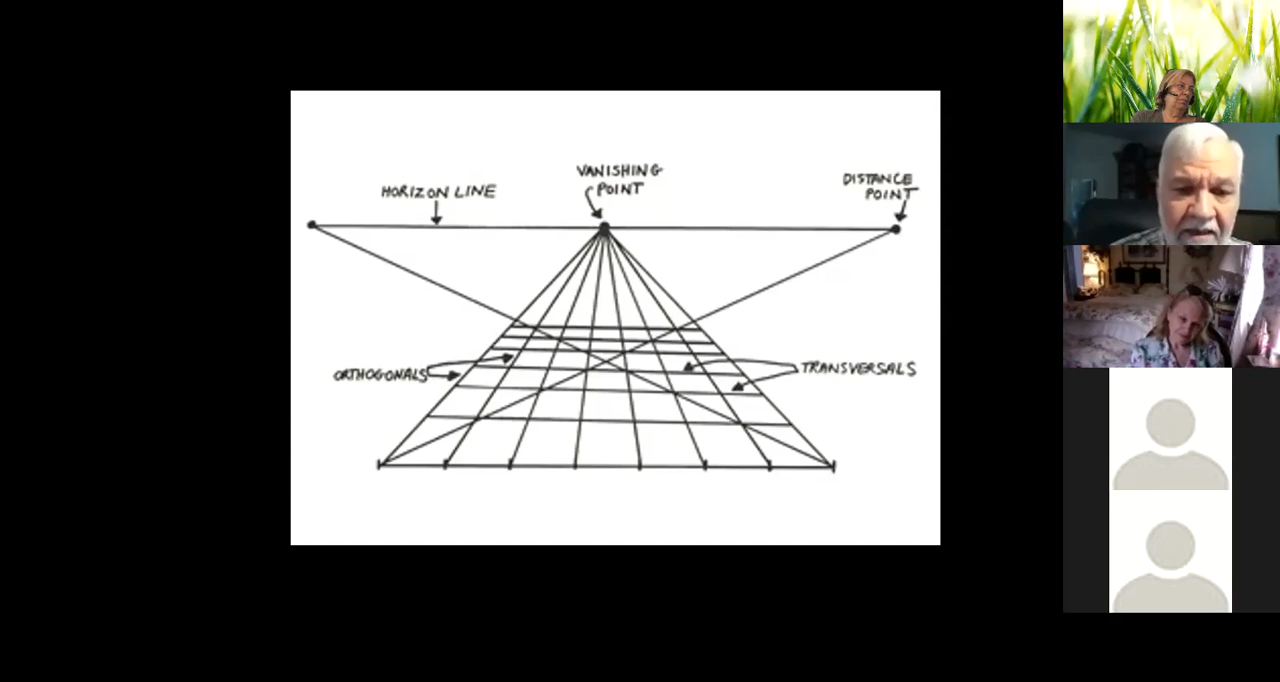 HORIZON LINE
VANISHING
POINT
DISTANCE
POINT
ORTHOGONALS
TRANSVERSALS